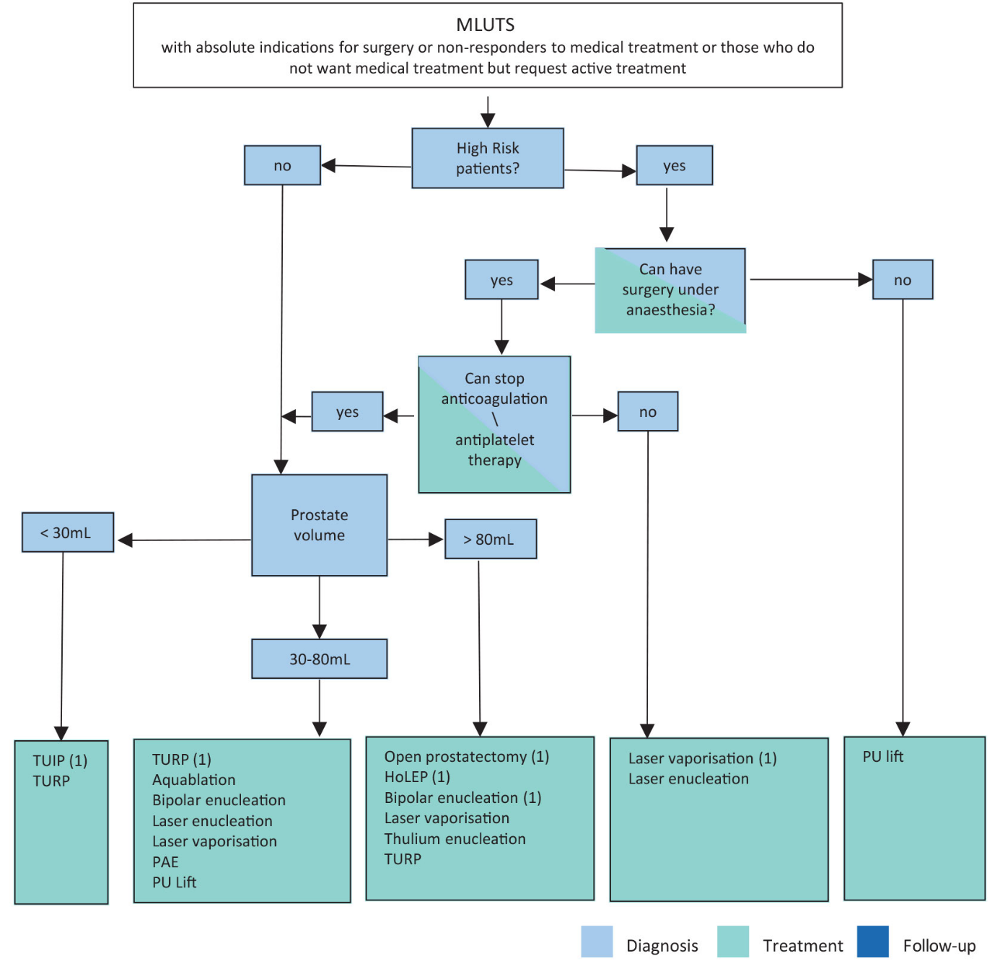 MLUTS
with absolute indications for surgery or non-responders to medical treatment or those who do
not want medical treatment but request active treatment
High Risk
patients?
no
yes
Can have
surgery under
anaesthesia?
yes
no
Can stop
anticoagulation
\
antiplatelet
therapy
yes
no
Prostate
volume
< 30mL
> 80mL
30-80mL
TUIP (1)
TURP
TURP (1)
Aquablation
Bipolar enucleation
Laser enucleation
Laser vaporisation
PAE
PU Lift
Open prostatectomy (1)
HoLEP (1)
Bipolar enucleation (1)
Laser vaporisation
Thulium enucleation
TURP
Laser vaporisation (1)
Laser enucleation
PU lift
Diagnosis
Treatment
Follow-up